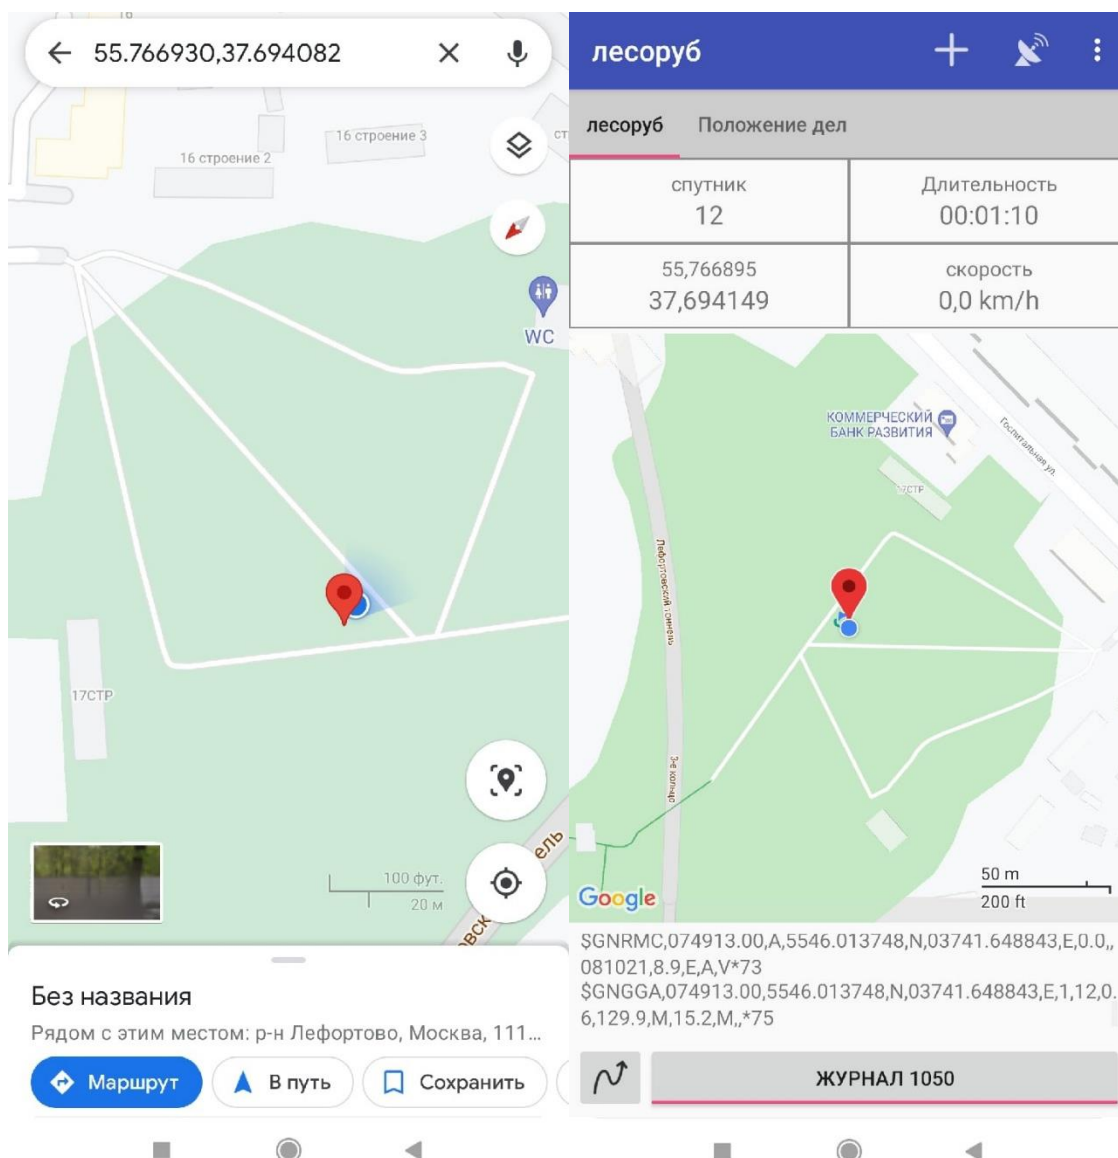 16
55.766930,37.694082
16 строение 3
16 строение 2
ст
WC
17СТР
ель
100 фут.
20 м
вск
Без названия
Рядом с этим местом: р-н Лефортово, Москва, 111...
Маршрут
В путь
Сохранить
лесоруб
лесоруб Положение дел
спутник
12
Длительность
00:01:10
55,766895
37,694149
скорость
0,0 km/h
КОММЕРЧЕСКИЙ
БАНК РАЗВИТИЯ
Госпитальная ул.
17СТР
Лефортовский тоннель
3-е кольцо
50 m
200 ft
Google
$GNRMC,074913.00,A,5546.013748,N,03741.648843,E,0.0,,
081021,8.9,E,A,V*73
$GNGGA,074913.00,5546.013748,N,03741.648843,E,1,12,0.
6,129.9,M,15.2,M,,*75
ЖУРНАЛ 1050